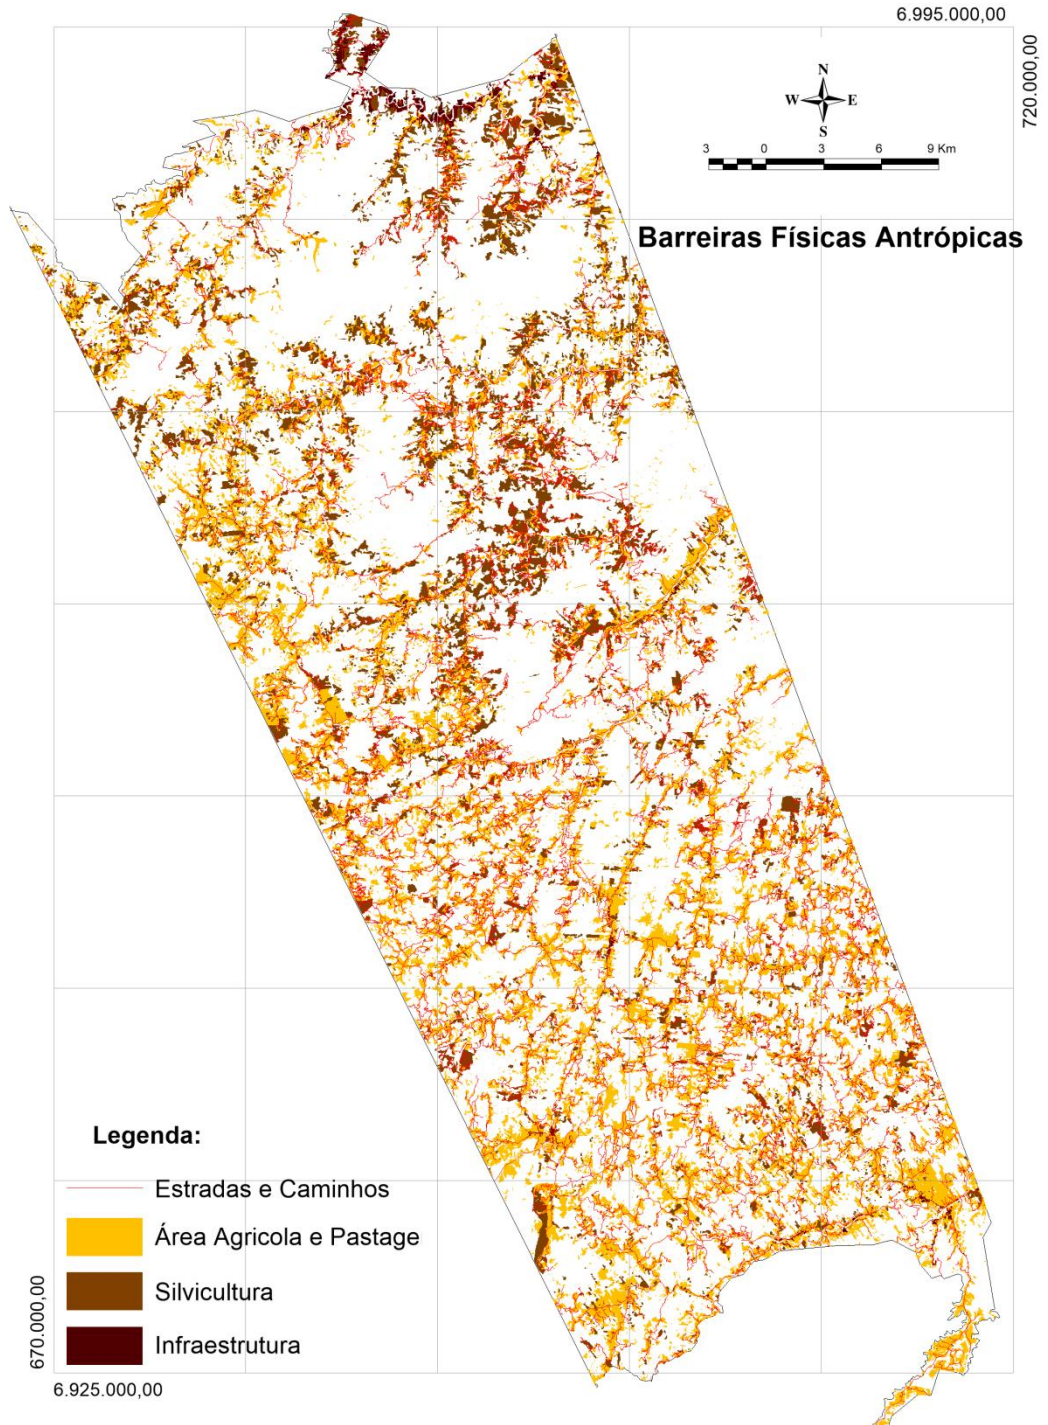 6.995.000,00
720.000,00
N
W E
S
3 0 3 6 9 Km
Barreiras Físicas Antrópicas
Legenda:
Estradas e Caminhos
Área Agricola e Pastage
Silvicultura
Infraestrutura
670.000,00
6.925.000,00